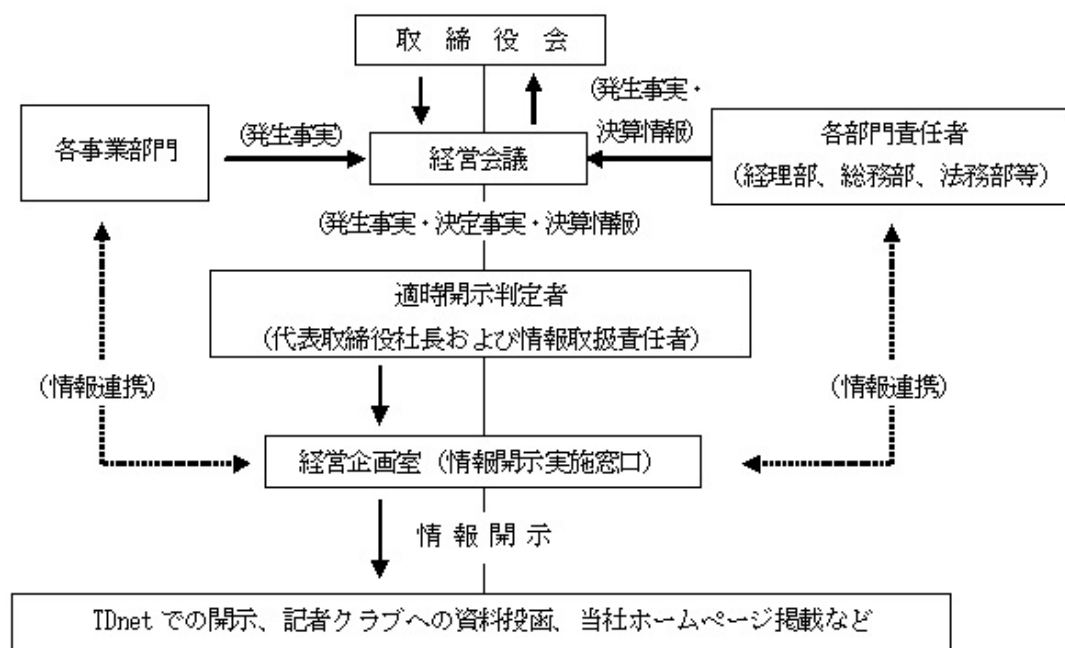 取締役会
(発生事実・
決算情報)
各事業部門
(発生事実)
経営会議
各部門責任者
(経理部、総務部、法務部等)
(発生事実・決定事実・決算情報)
適時開示判定者
(代表取締役社長および情報取扱責任者)
(情報連携)
(情報連携)
経営企画室(情報開示実施窓口)
情報開示
TDnetでの開示、記者クラブへの資料投函、当社ホームページ掲載など